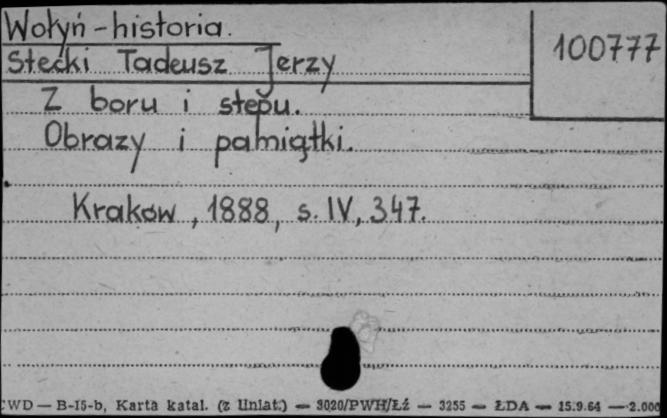 Wołyń - historia.
100777
Stecki Tadeusz Jerzy
Z boru i stepu.
Obrazy i pamiątki.
Kraków, 1888, s. IV, 347.
WD — B-15-b, Karta katal. (z Uniat.) — 3020/PWH/Łź — 3255 — ŁDA — 15.9.64 — 2.000